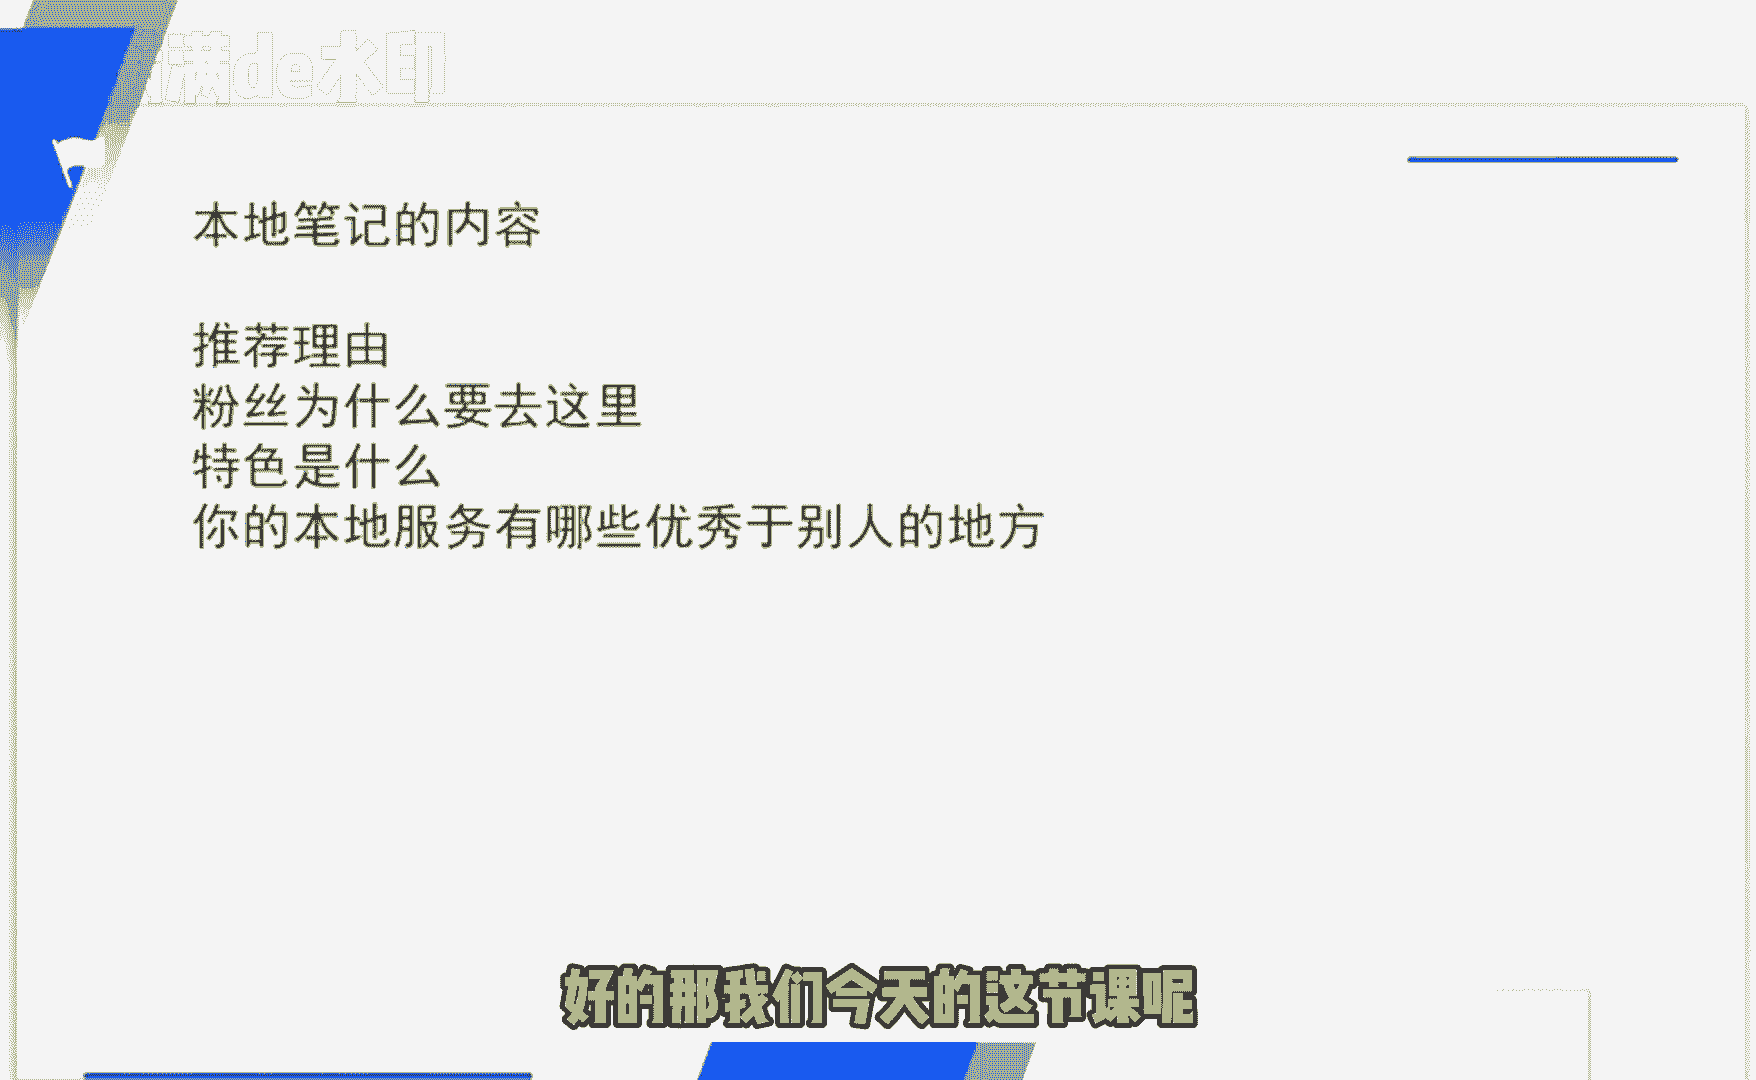 满de水印
本地笔记的内容
推荐理由
粉丝为什么要去这里
特色是什么
你的本地服务有哪些优秀于别人的地方
好的那我们今天的这节课呢